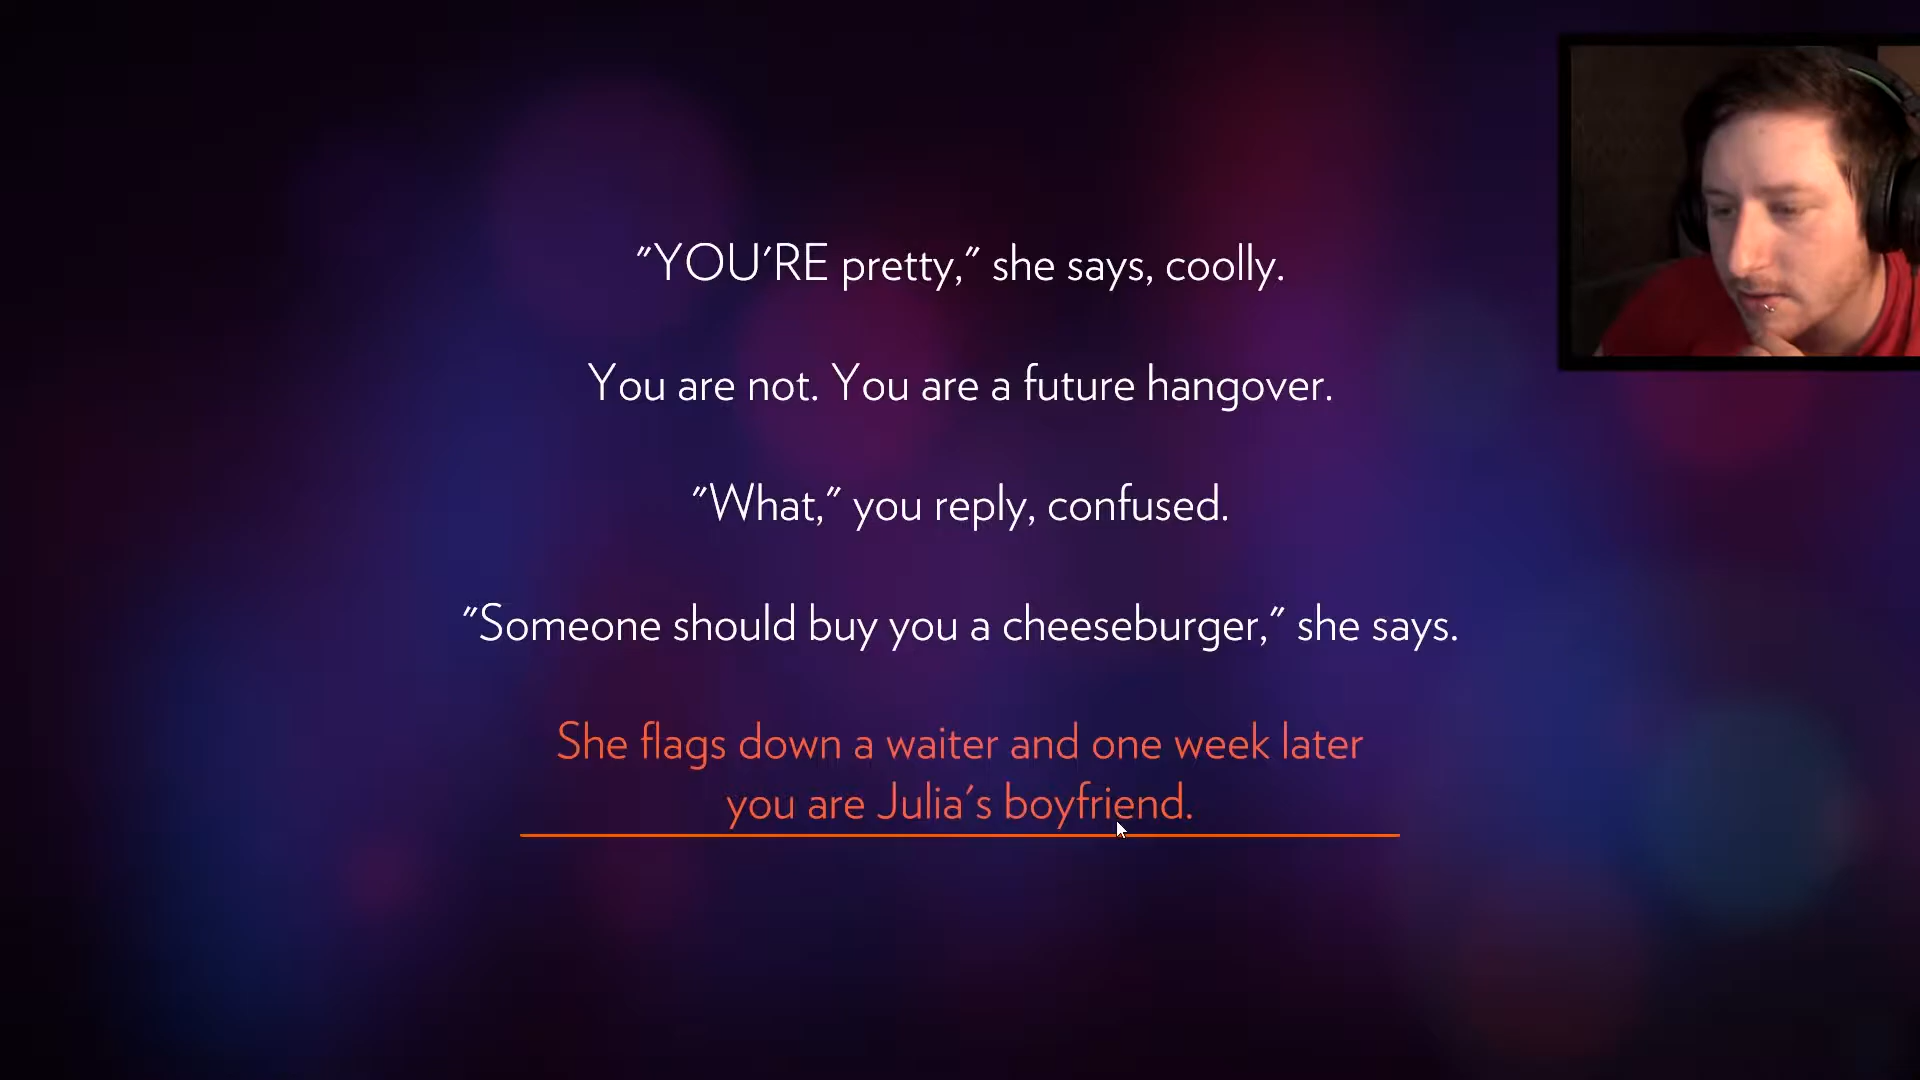 "YOU'RE pretty," she says, coolly.
You are not. You are a future hangover.
"What," you reply, confused.
"Someone should buy you a cheeseburger," she says.
She flags down a waiter and one week later
you are Julia's boyfriend.